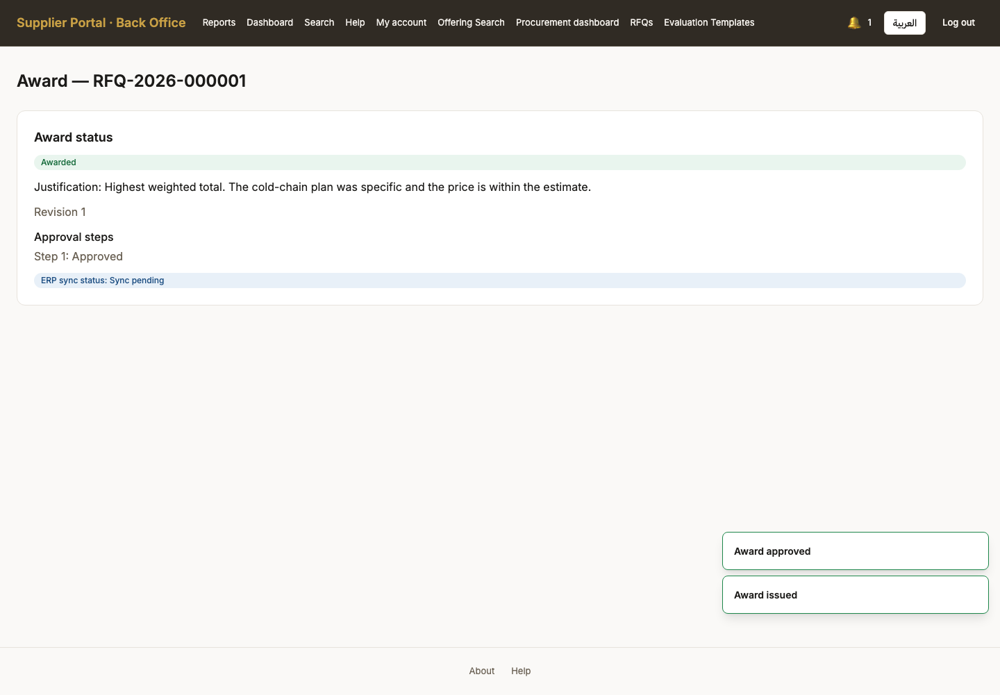 Supplier Portal · Back Office
Reports
Dashboard
Search
Help
My account
Offering Search
Procurement dashboard
RFQs
Evaluation Templates
1
العربية
Log out
Award — RFQ-2026-000001
Award status
Awarded
Justification: Highest weighted total. The cold-chain plan was specific and the price is within the estimate.
Revision 1
Approval steps
Step 1: Approved
ERP sync status: Sync pending
Award approved
Award issued
About
Help